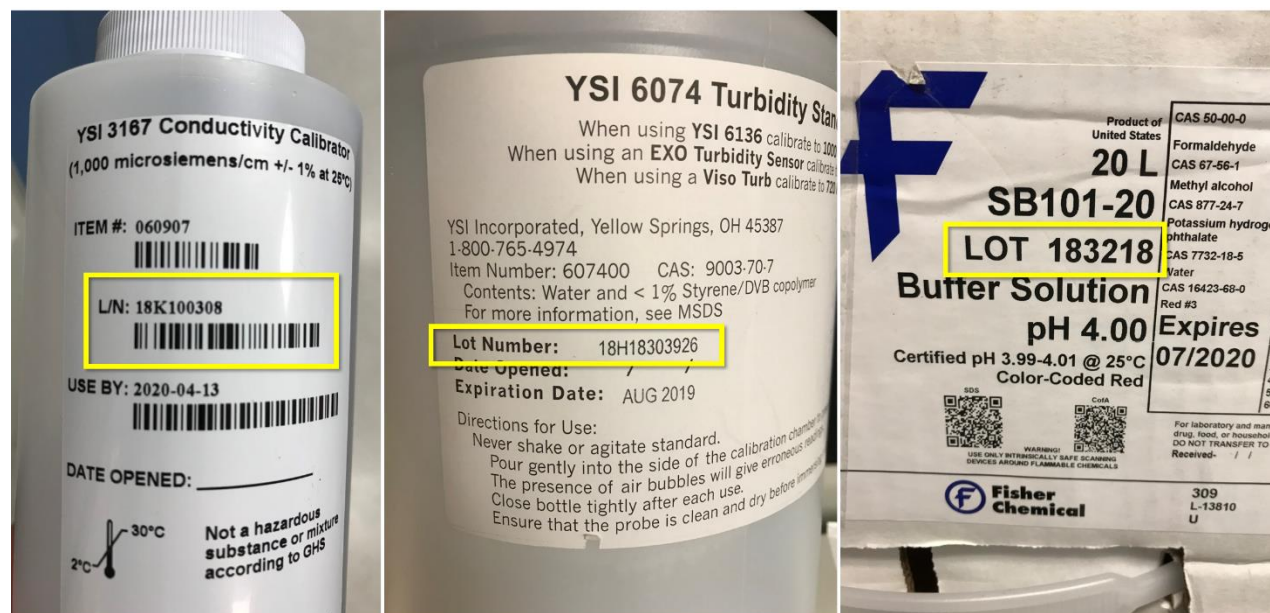 YSI 3167 Conductivity Calibrator
(1,000 microsiemens/cm +/- 1% at 25°C)
ITEM #: 060907
L/N: 18K100308
USE BY: 2020-04-13
DATE OPENED:
30°C
2°C
Not a hazardous
substance or mixture
according to GHS
YSI 6074 Turbidity Stan
When using YSI 6136 calibrate to 1000
When using an EXO Turbidity Sensor calibrate
When using a Viso Turb calibrate to 720
YSI Incorporated, Yellow Springs, OH 45387
1-800-765-4974
Item Number: 607400 CAS: 9003-70-7
Contents: Water and < 1% Styrene/DVB copolymer
For more information, see MSDS
Lot Number: 18H18303926
Date Opened: / /
Expiration Date: AUG 2019
Directions for Use:
Never shake or agitate standard.
Pour gently into the side of the calibration chamber
The presence of air bubbles will give erroneous readings.
Close bottle tightly after each use.
Ensure that the probe is clean and dry before
F
Product of
United States
20 L
SB101-20
LOT 183218
Buffer Solution
pH 4.00
Certified pH 3.99-4.01 @ 25°C
Color-Coded Red
SDS
CofA
WARNING!
USE ONLY INTRINSICALLY SAFE SCANNING
DEVICES AROUND FLAMMABLE CHEMICALS
Fisher
Chemical
CAS 50-00-0
Formaldehyde
CAS 67-56-1
Methyl alcohol
CAS 877-24-7
Potassium hydroge
phthalate
CAS 7732-18-5
Water
CAS 16423-68-0
Red #3
Expires
07/2020
For laboratory and man
drug, food, or househol
DO NOT TRANSFER TO
Received- / /
309
L-13810
U